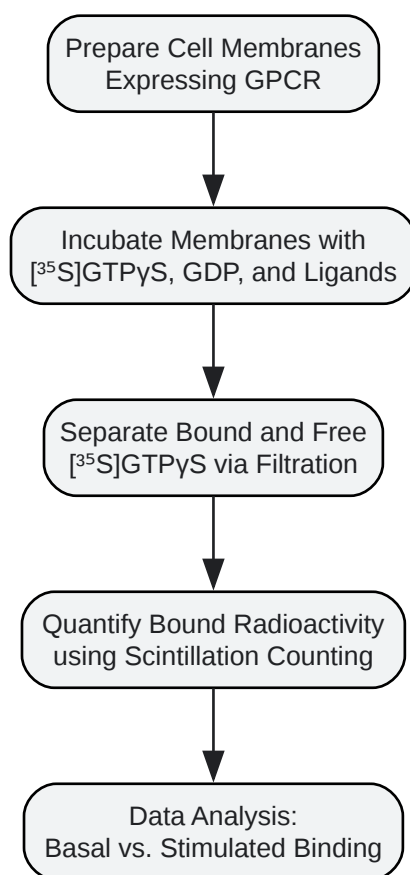 Prepare Cell Membranes
Expressing GPCR
Incubate Membranes with
[³⁵S]GTPγS, GDP, and Ligands
Separate Bound and Free
[³⁵S]GTPγS via Filtration
Quantify Bound Radioactivity
using Scintillation Counting
Data Analysis:
Basal vs. Stimulated Binding